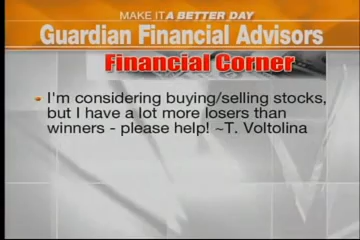 MAKE IT A BETTER DAY
Guardian Financial Advisors
Financial Corner
I'm considering buying/selling stocks,
but I have a lot more losers than
winners - please help! ~T. Voltolina